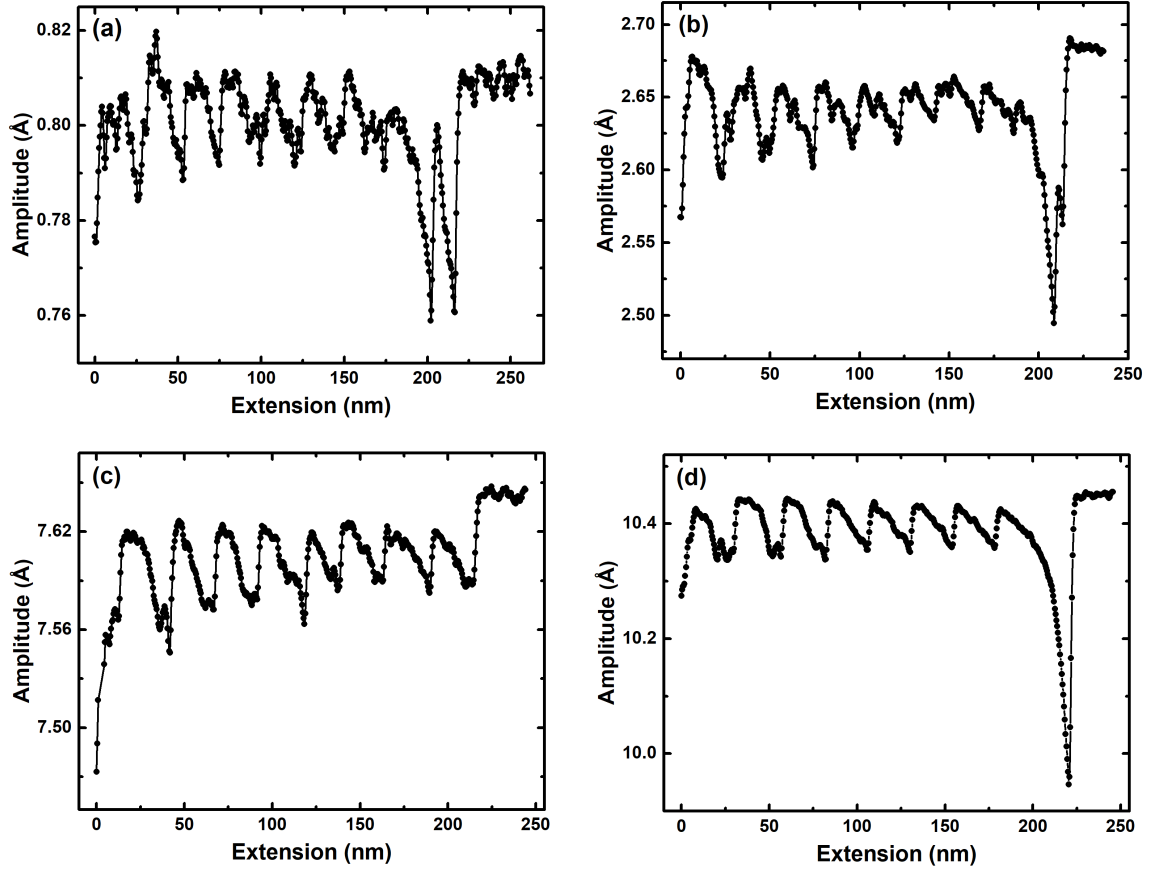 (a)
Amplitude (Å)
0.82
0.80
0.78
0.76
0 50 100 150 200 250
Extension (nm)
(b)
Amplitude (Å)
2.70
2.65
2.60
2.55
2.50
0 50 100 150 200 250
Extension (nm)
(c)
Amplitude (Å)
7.62
7.56
7.50
0 50 100 150 200 250
Extension (nm)
(d)
Amplitude (Å)
10.4
10.2
10.0
0 50 100 150 200 250
Extension (nm)